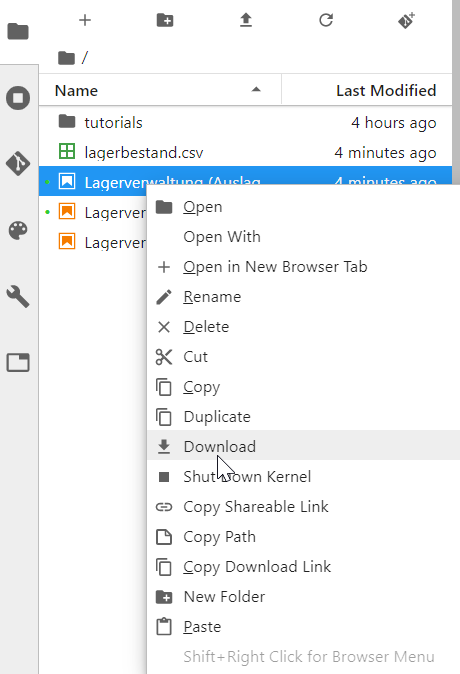 /
Name Last Modified
tutorials 4 hours ago
lagerbestand.csv 4 minutes ago
Lagerverwaltung (Auslag 4 minutes ago
Lagerver
Lagerver
Open
Open With
Open in New Browser Tab
Rename
Delete
Cut
Copy
Duplicate
Download
Shut Down Kernel
Copy Shareable Link
Copy Path
Copy Download Link
New Folder
Paste
Shift+Right Click for Browser Menu